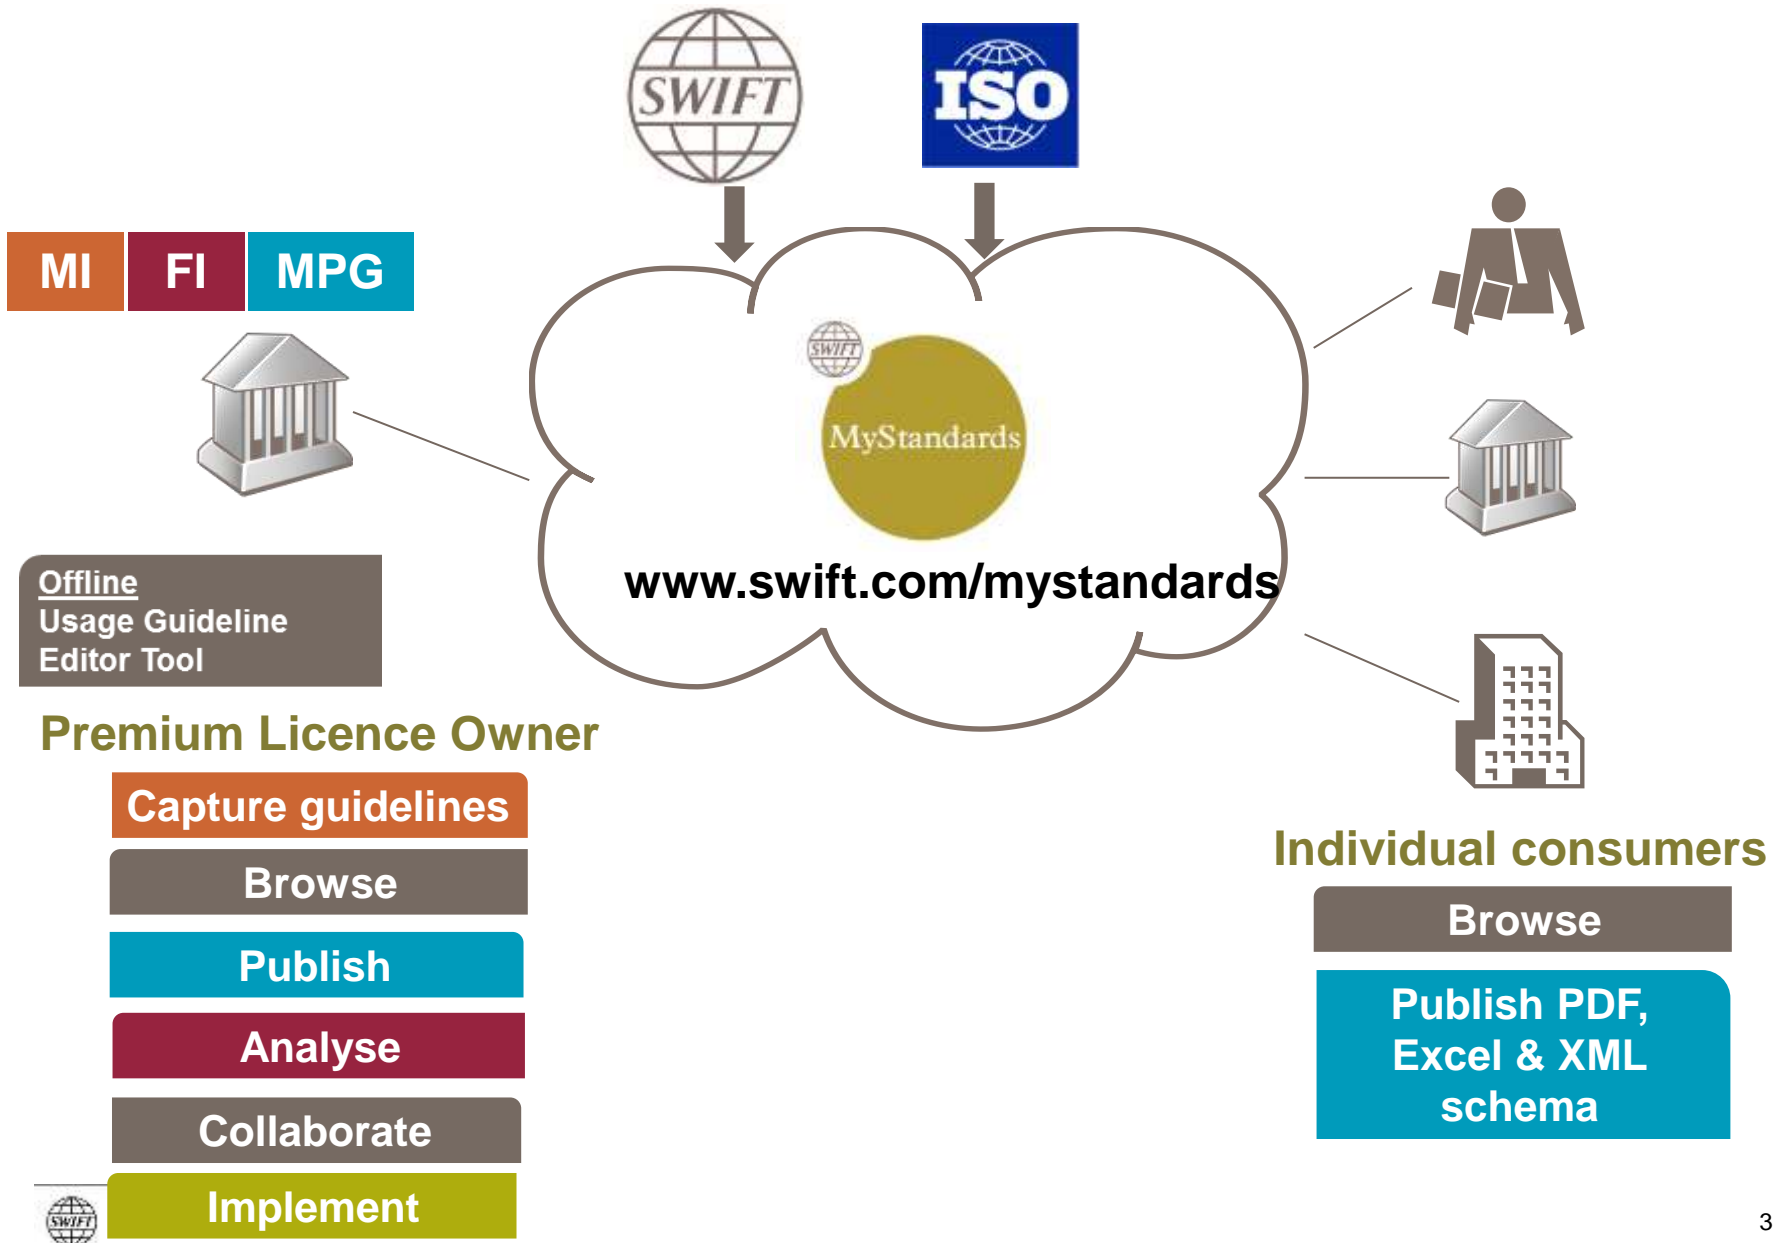 SWIFT
ISO
MI
FI
MPG
SWIFT
MyStandards
www.swift.com/mystandards
Offline
Usage Guideline
Editor Tool
Premium Licence Owner
Capture guidelines
Browse
Publish
Analyse
Collaborate
Implement
Individual consumers
Browse
Publish PDF,
Excel & XML
schema
SWIFT
3